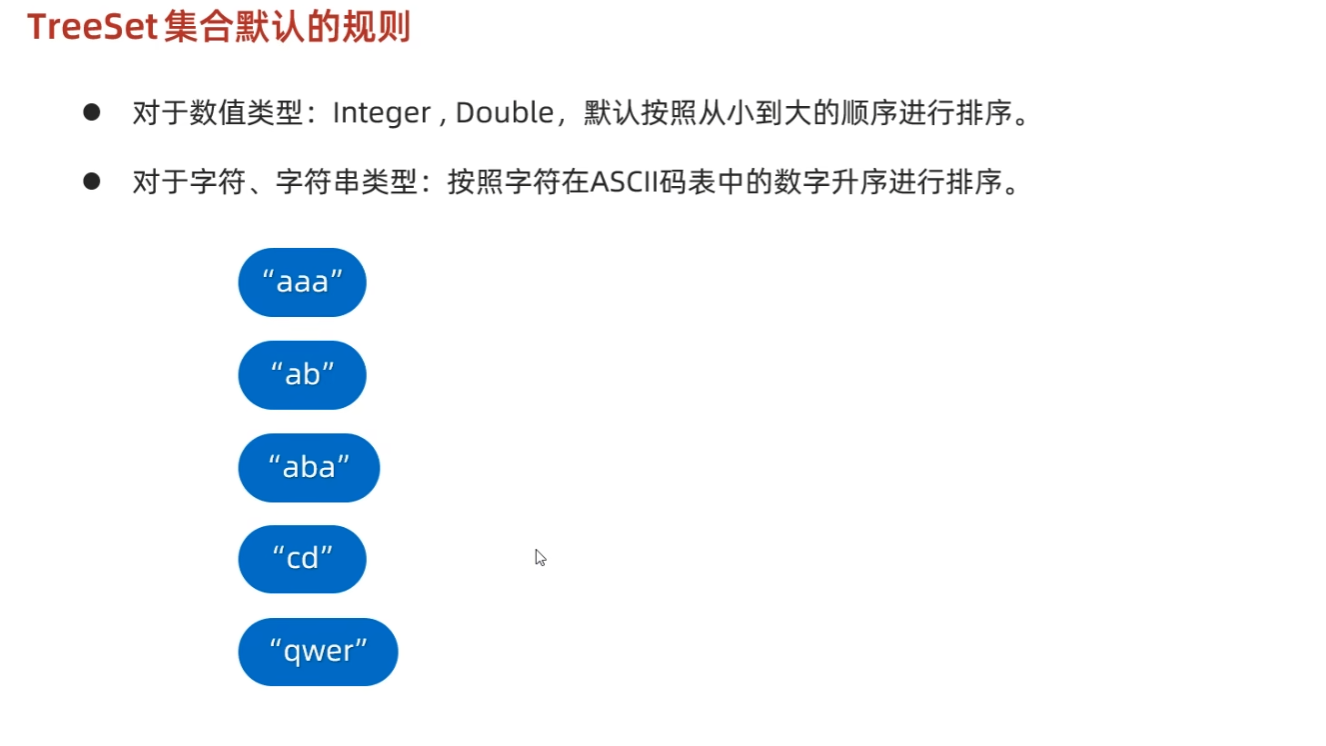 TreeSet集合默认的规则
● 对于数值类型：Integer , Double，默认按照从小到大的顺序进行排序。
● 对于字符、字符串类型：按照字符在ASCII码表中的数字升序进行排序。
“aaa”
“ab”
“aba”
“cd”
“qwer”